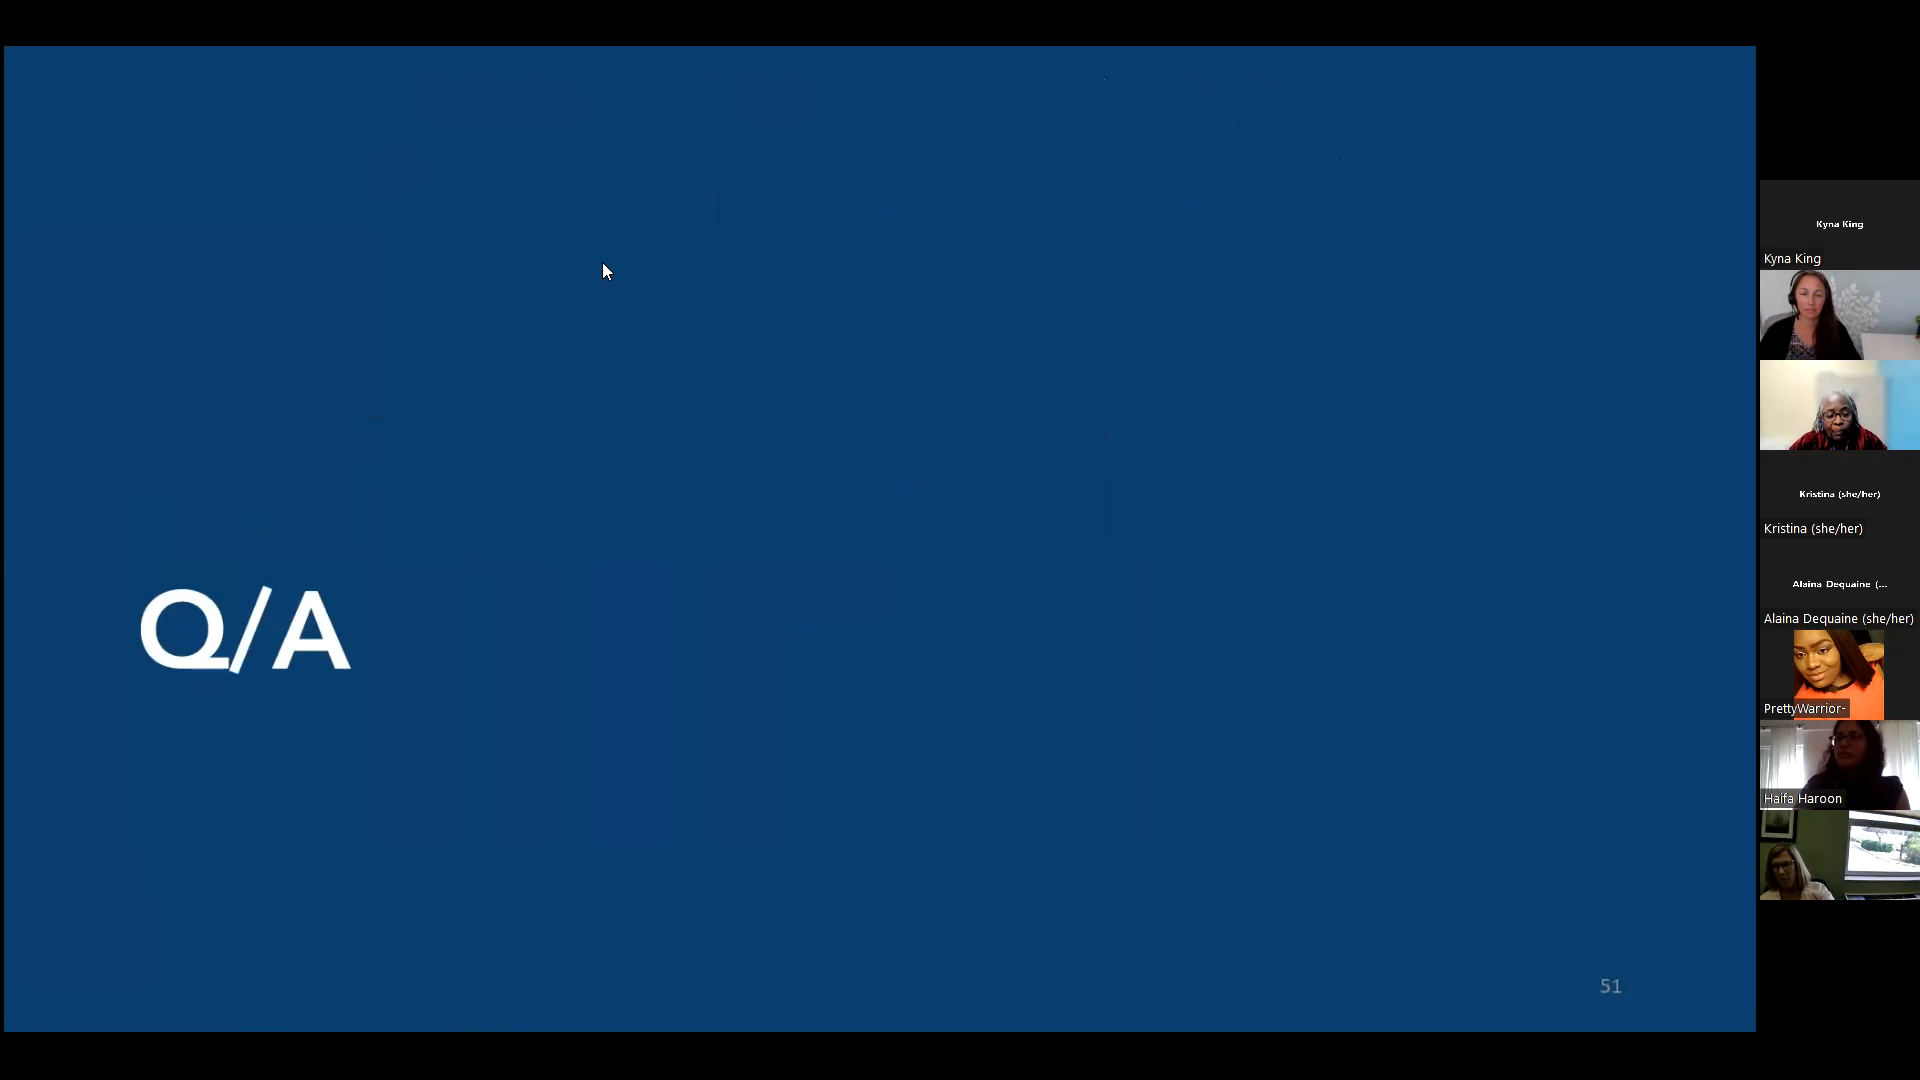 Q/A
51
Kyna King
Kyna King
Kristina (she/her)
Kristina (she/her)
Alaina Dequaine (...
Alaina Dequaine (she/her)
PrettyWarrior-
Haifa Haroon